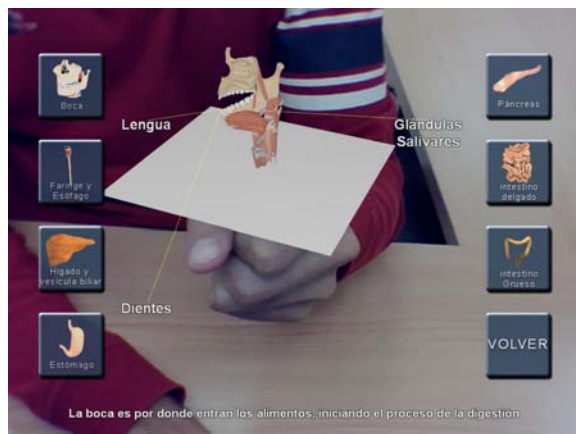 Boca
Faringe y
Esófago
Hígado y
vesícula biliar
Estómago
Lengua
Dientes
Glándulas
Salivares
Páncreas
intestino
delgado
intestino
Grueso
VOLVER
La boca es por donde entran los alimentos, iniciando el proceso de la digestión